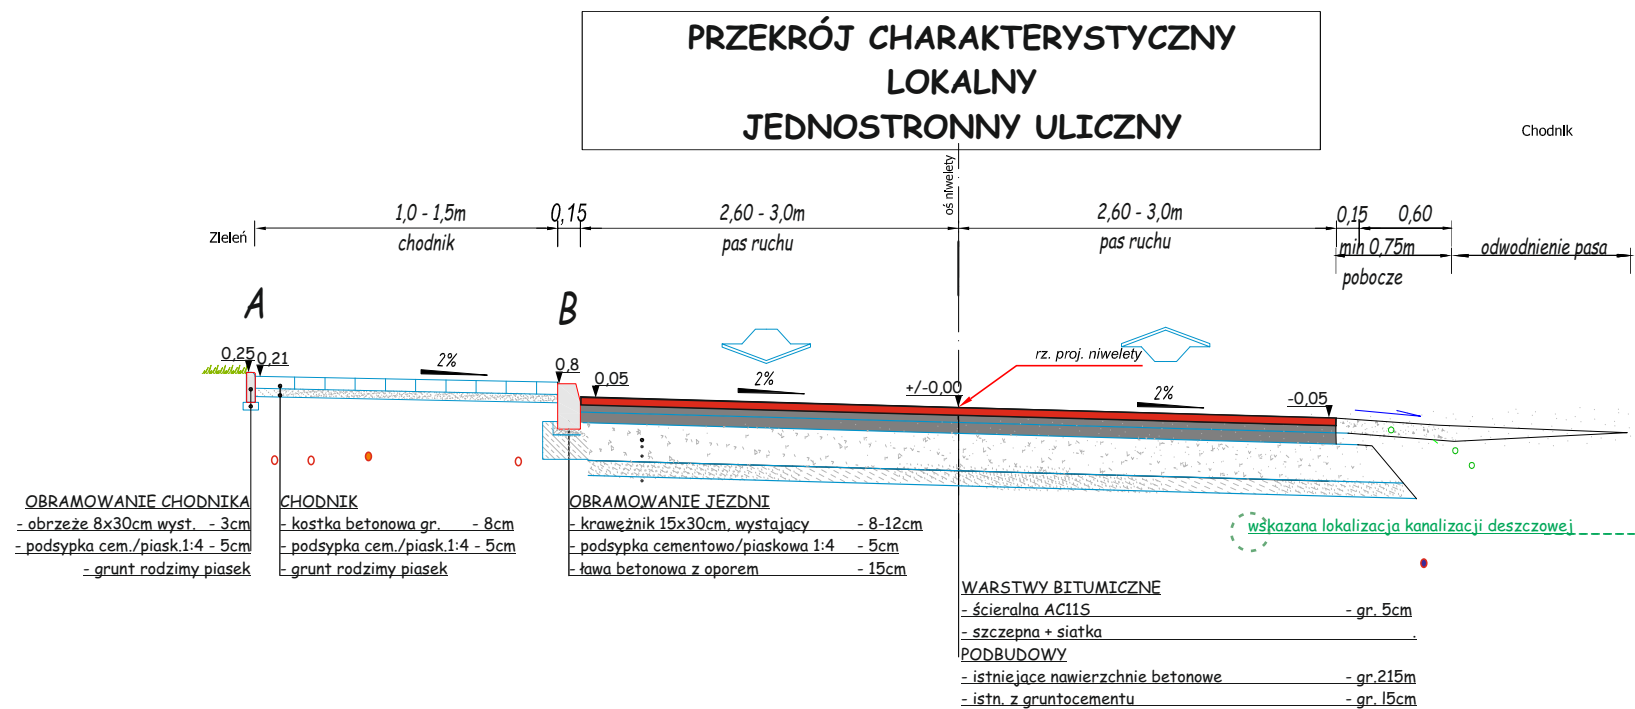 PRZEKRÓJ CHARAKTERYSTYCZNY
LOKALNY
JEDNOSTRONNY ULICZNY
Chodnik
oś niwelety
1,0 - 1,5m
0,15
2,60 - 3,0m
2,60 - 3,0m
0,15
0,60
Zieleń
chodnik
pas ruchu
pas ruchu
min 0,75m
odwodnienie pasa
pobocze
A
B
0,25
0,21
2%
0,8
0,05
2%
+/-0,00
rz. proj. niwelety
2%
-0,05
OBRAMOWANIE CHODNIKA
- obrzeże 8x30cm wyst. - 3cm
- podsypka cem./piask.1:4 - 5cm
- grunt rodzimy piasek
CHODNIK
- kostka betonowa gr. - 8cm
- podsypka cem./piask.1:4 - 5cm
- grunt rodzimy piasek
OBRAMOWANIE JEZDNI
- krawężnik 15x30cm, wystający - 8-12cm
- podsypka cementowo/piaskowa 1:4 - 5cm
- ława betonowa z oporem - 15cm
wskazana lokalizacja kanalizacji deszczowej
WARSTWY BITUMICZNE
- ścieralna AC11S - gr. 5cm
- szczepna + siatka .
PODBUDOWY
- istniejące nawierzchnie betonowe - gr.215m
- istn. z gruntocementu - gr. l5cm